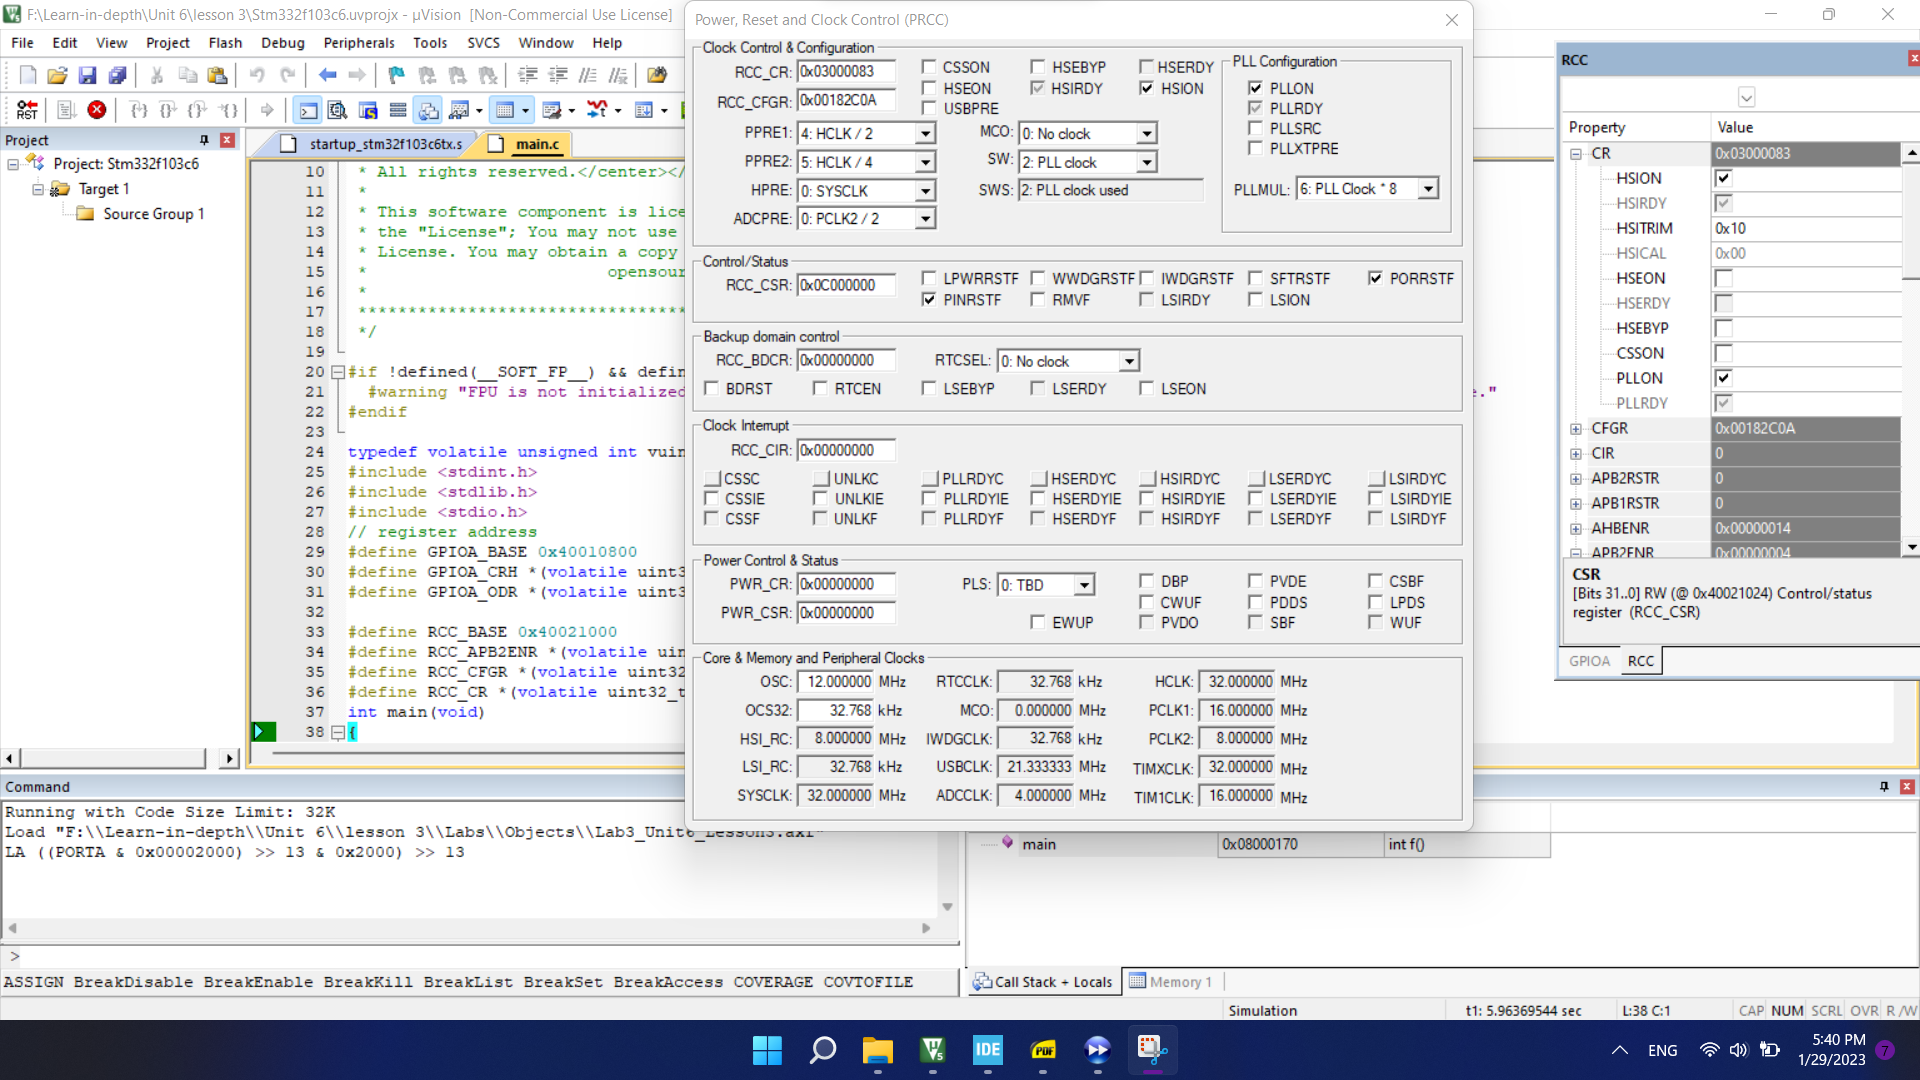 F:\Learn-in-depth\Unit 6\lesson 3\Stm332f103c6.uvprojx - µVision [Non-Commercial Use License]
File Edit View Project Flash Debug Peripherals Tools SVCS Window Help
RST
Project
Project: Stm332f103c6
Target 1
Source Group 1
startup_stm32f103c6tx.s main.c
10 * All rights reserved.</center></
11 *
12 * This software component is lice
13 * the "License"; You may not use
14 * License. You may obtain a copy
15 * opensour
16 *
17 **********************************
18 */
19
20 #if !defined(__SOFT_FP__) && defin
21 #warning "FPU is not initialized e."
22 #endif
23
24 typedef volatile unsigned int vuin
25 #include <stdint.h>
26 #include <stdlib.h>
27 #include <stdio.h>
28 // register address
29 #define GPIOA_BASE 0x40010800
30 #define GPIOA_CRH *(volatile uint3
31 #define GPIOA_ODR *(volatile uint3
32
33 #define RCC_BASE 0x40021000
34 #define RCC_APB2ENR *(volatile uin
35 #define RCC_CFGR *(volatile uint32
36 #define RCC_CR *(volatile uint32_t
37 int main(void)
38 {
Power, Reset and Clock Control (PRCC)
Clock Control & Configuration
RCC_CR: 0x03000083 CSSON HSEBYP HSERDY
RCC_CFGR: 0x00182C0A HSEON HSIRDY HSION
USBPRE
PPRE1: 4: HCLK / 2 MCO: 0: No clock
PPRE2: 5: HCLK / 4 SW: 2: PLL clock
HPRE: 0: SYSCLK SWS: 2: PLL clock used
ADCPRE: 0: PCLK2 / 2
PLL Configuration
PLLON
PLLRDY
PLLSRC
PLLXTPRE
PLLMUL: 6: PLL Clock * 8
Control/Status
RCC_CSR: 0x0C000000 LPWRRSTF WWDGRSTF IWDGRSTF SFTRSTF PORRSTF
PINRSTF RMVF LSIRDY LSION
Backup domain control
RCC_BDCR: 0x00000000 RTCSEL: 0: No clock
BDRST RTCEN LSEBYP LSERDY LSEON
Clock Interrupt
RCC_CIR: 0x00000000
CSSC UNLKC PLLRDYC HSERDYC HSIRDYC LSERDYC LSIRDYC
CSSIE UNLKIE PLLRDYIE HSERDYIE HSIRDYIE LSERDYIE LSIRDYIE
CSSF UNLKF PLLRDYF HSERDYF HSIRDYF LSERDYF LSIRDYF
Power Control & Status
PWR_CR: 0x00000000 PLS: 0: TBD DBP PVDE CSBF
PWR_CSR: 0x00000000 CWUF PDDS LPDS
EWUP PVDO SBF WUF
Core & Memory and Peripheral Clocks
OSC: 12.000000 MHz RTCCLK: 32.768 kHz HCLK: 32.000000 MHz
OCS32: 32.768 kHz MCO: 0.000000 MHz PCLK1: 16.000000 MHz
HSI_RC: 8.000000 MHz IWDGCLK: 32.768 kHz PCLK2: 8.000000 MHz
LSI_RC: 32.768 kHz USBCLK: 21.333333 MHz TIMXCLK: 32.000000 MHz
SYSCLK: 32.000000 MHz ADCCLK: 4.000000 MHz TIM1CLK: 16.000000 MHz
RCC
Property Value
CR 0x03000083
HSION
HSIRDY
HSITRIM 0x10
HSICAL 0x00
HSEON
HSERDY
HSEBYP
CSSON
PLLON
PLLRDY
CFGR 0x00182C0A
CIR 0
APB2RSTR 0
APB1RSTR 0
AHBENR 0x00000014
APB2ENR 0x00000004
CSR
[Bits 31..0] RW (@ 0x40021024) Control/status
register (RCC_CSR)
GPIOA RCC
Command
Running with Code Size Limit: 32K
Load "F:\\Learn-in-depth\\Unit 6\\lesson 3\\Labs\\Objects\\Lab3_Unit6_Lesson3.axf"
LA ((PORTA & 0x00002000) >> 13 & 0x2000) >> 13
>
ASSIGN BreakDisable BreakEnable BreakKill BreakList BreakSet BreakAccess COVERAGE COVTOFILE
main 0x08000170 int f()
Call Stack + Locals Memory 1
Simulation t1: 5.96369544 sec L:38 C:1 CAP NUM SCRL OVR R /W
IDE PDF
ENG
5:40 PM
1/29/2023
7